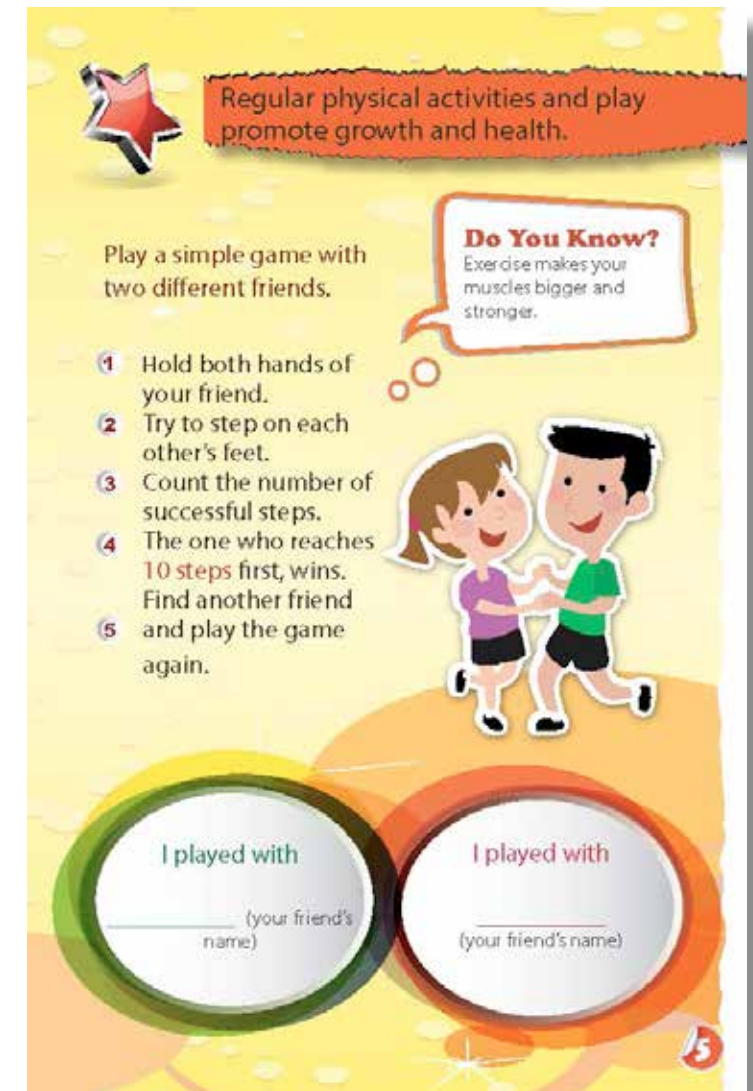 Regular physical activities and play
promote growth and health.
Play a simple game with
two different friends.
Do You Know?
Exercise makes your
muscles bigger and
stronger.
1 Hold both hands of
your friend.
2 Try to step on each
other's feet.
3 Count the number of
successful steps.
4 The one who reaches
10 steps first, wins.
Find another friend
5 and play the game
again.
I played with
____________ (your friend's
name)
I played with
____________
(your friend's name)
5